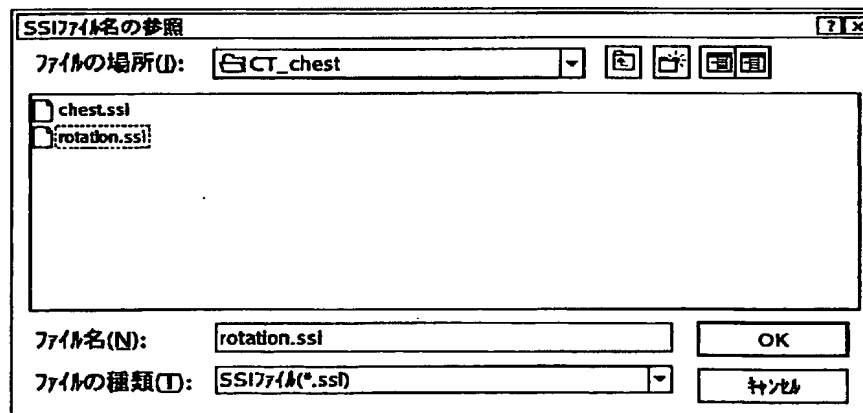 SSIファイル名の参照
ファイルの場所(I): CT_chest
chest.ssi
rotation.ssi
ファイル名(N): rotation.ssi OK
ファイルの種類(T): SSIファイル(*.ssi) キャンセル